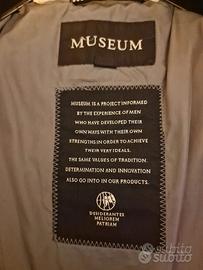 MUSEUM
MUSEUM. IS A PROJECT INFORMED
BY THE EXPERIENCE OF MEN
WHO HAVE DEVELOPED THEIR
OWN WAYS WITH THEIR OWN
STRENGTHS IN ORDER TO ACHIEVE
THEIR VERY IDEALS.
THE SAME VALUES OF TRADITION.
DETERMINATION AND INNOVATION
ALSO GO INTO IN OUR PRODUCTS.
DESIDERANTES
MELIOREM
PATRIAM
subito
subito